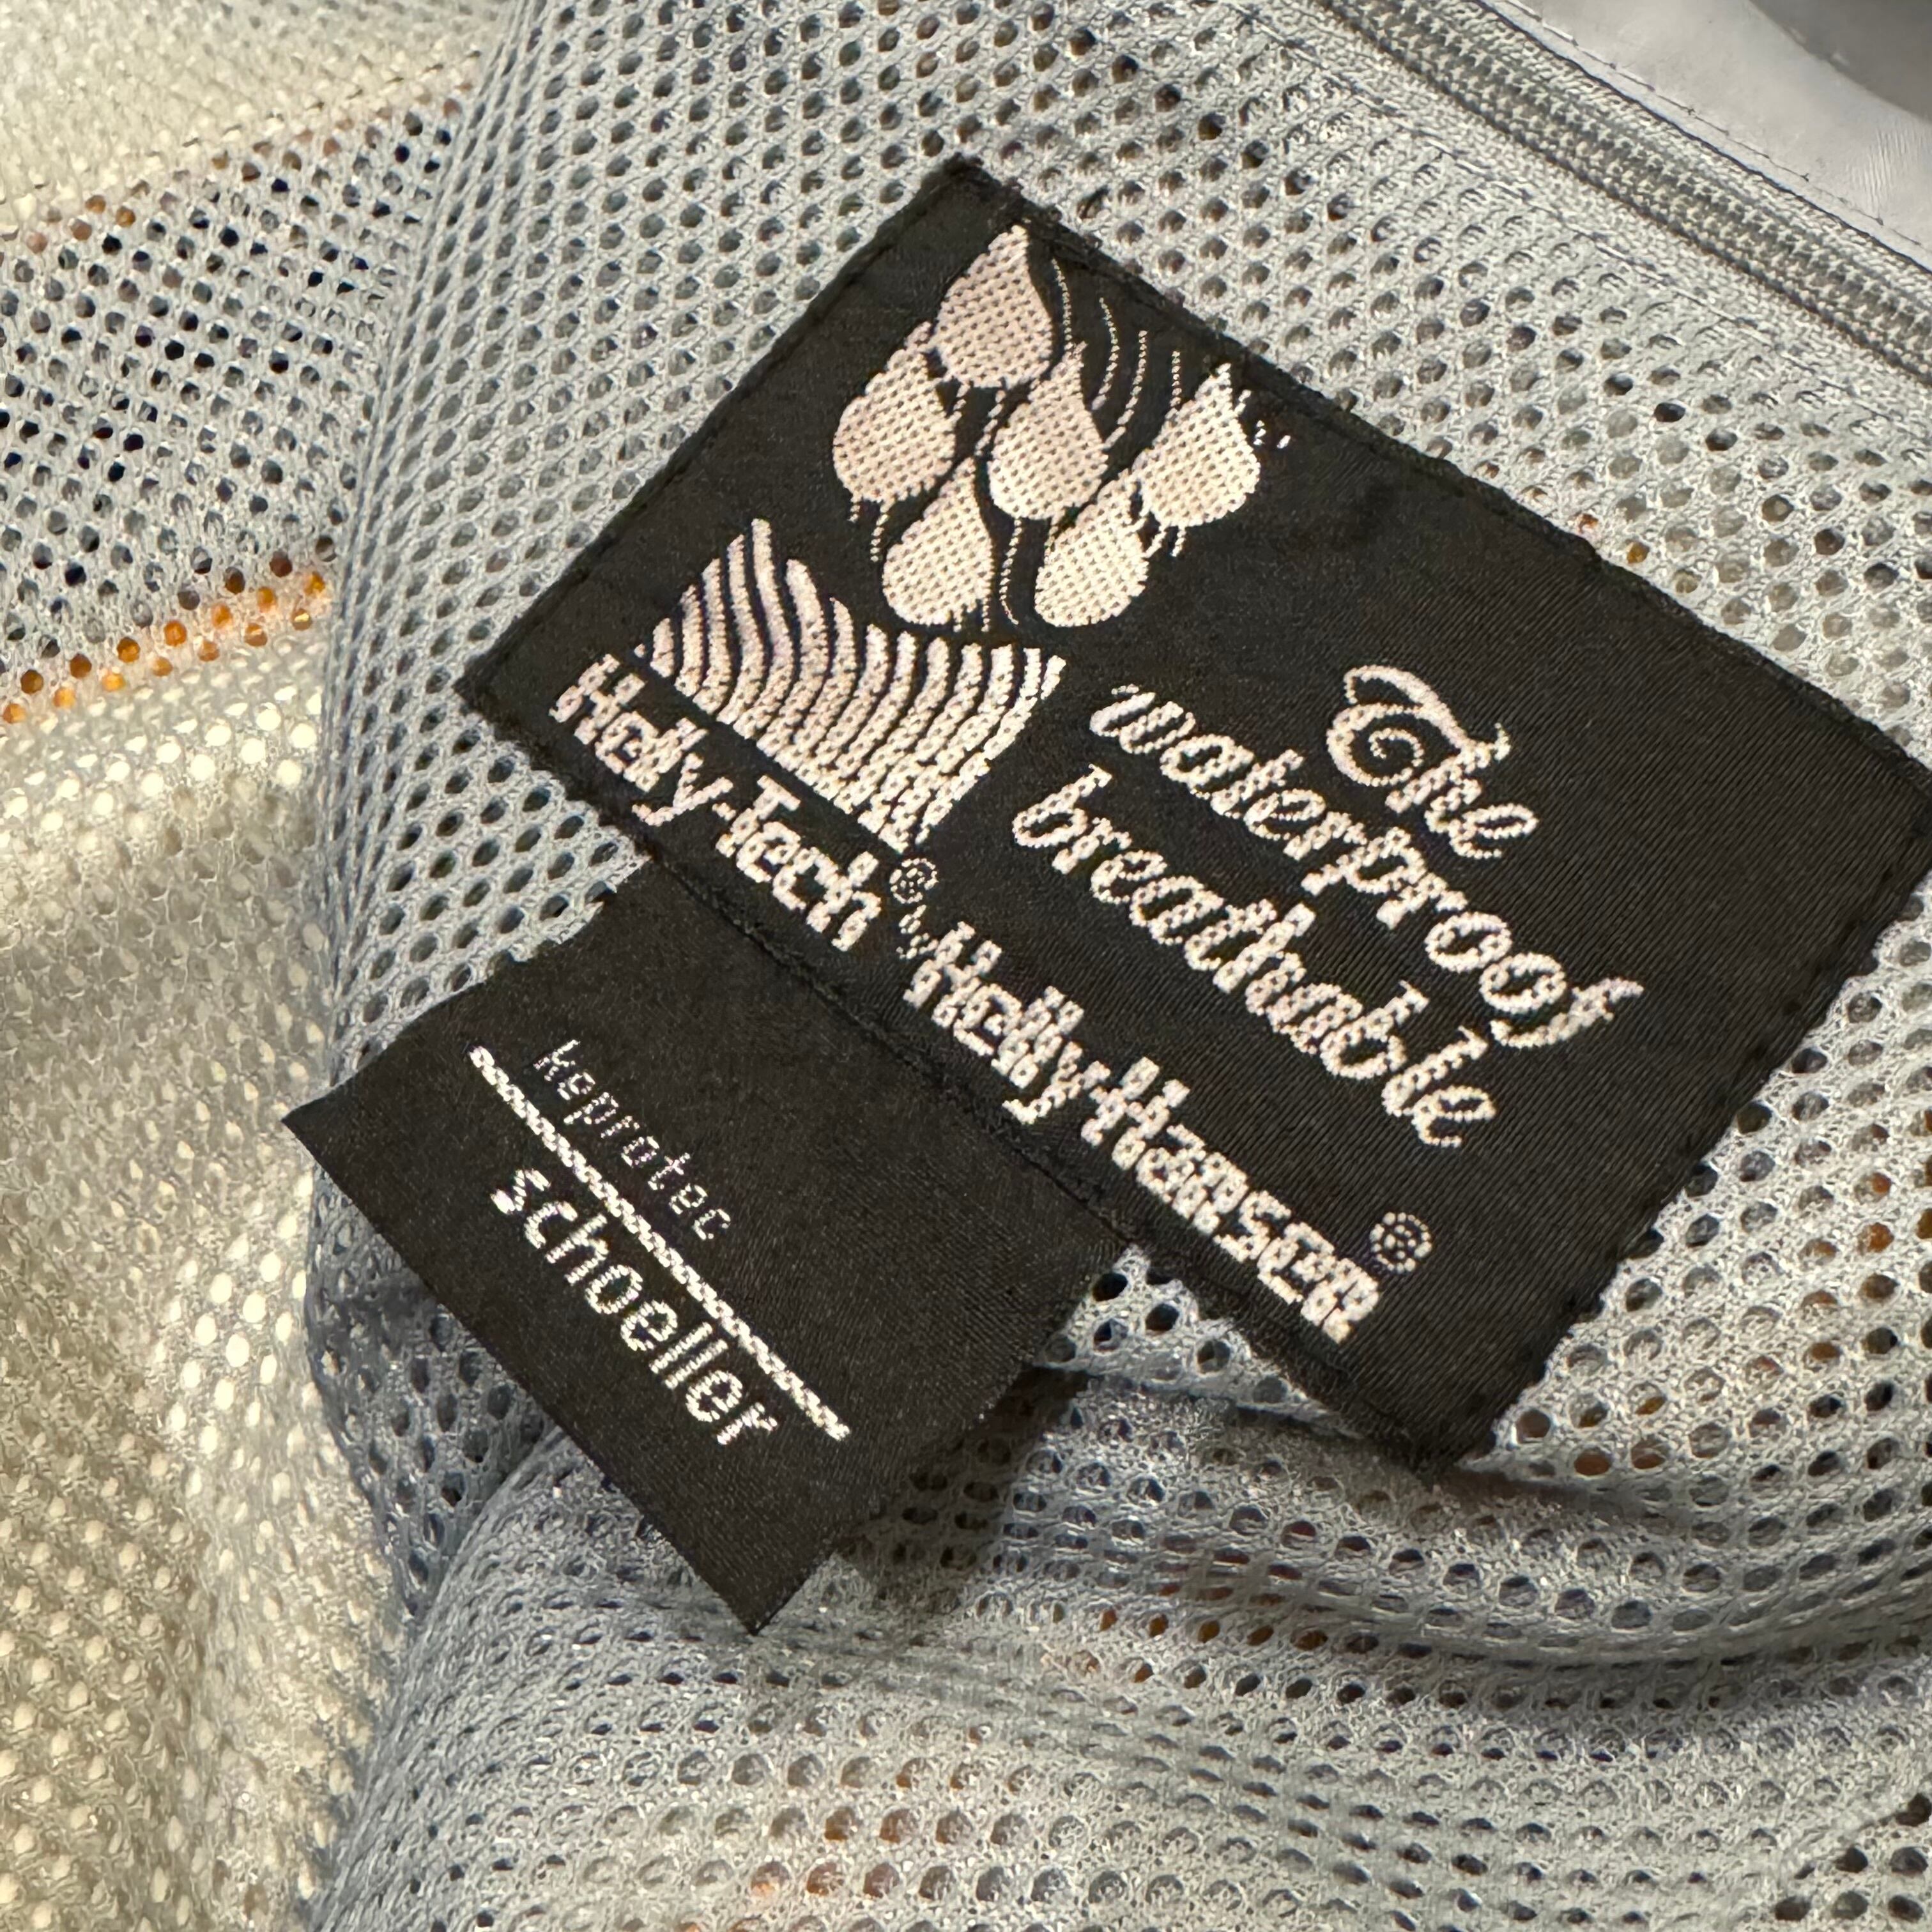 The
waterproof
breathable
Helly-Tech® by Helly-Hansen®
keprotec
schoeller